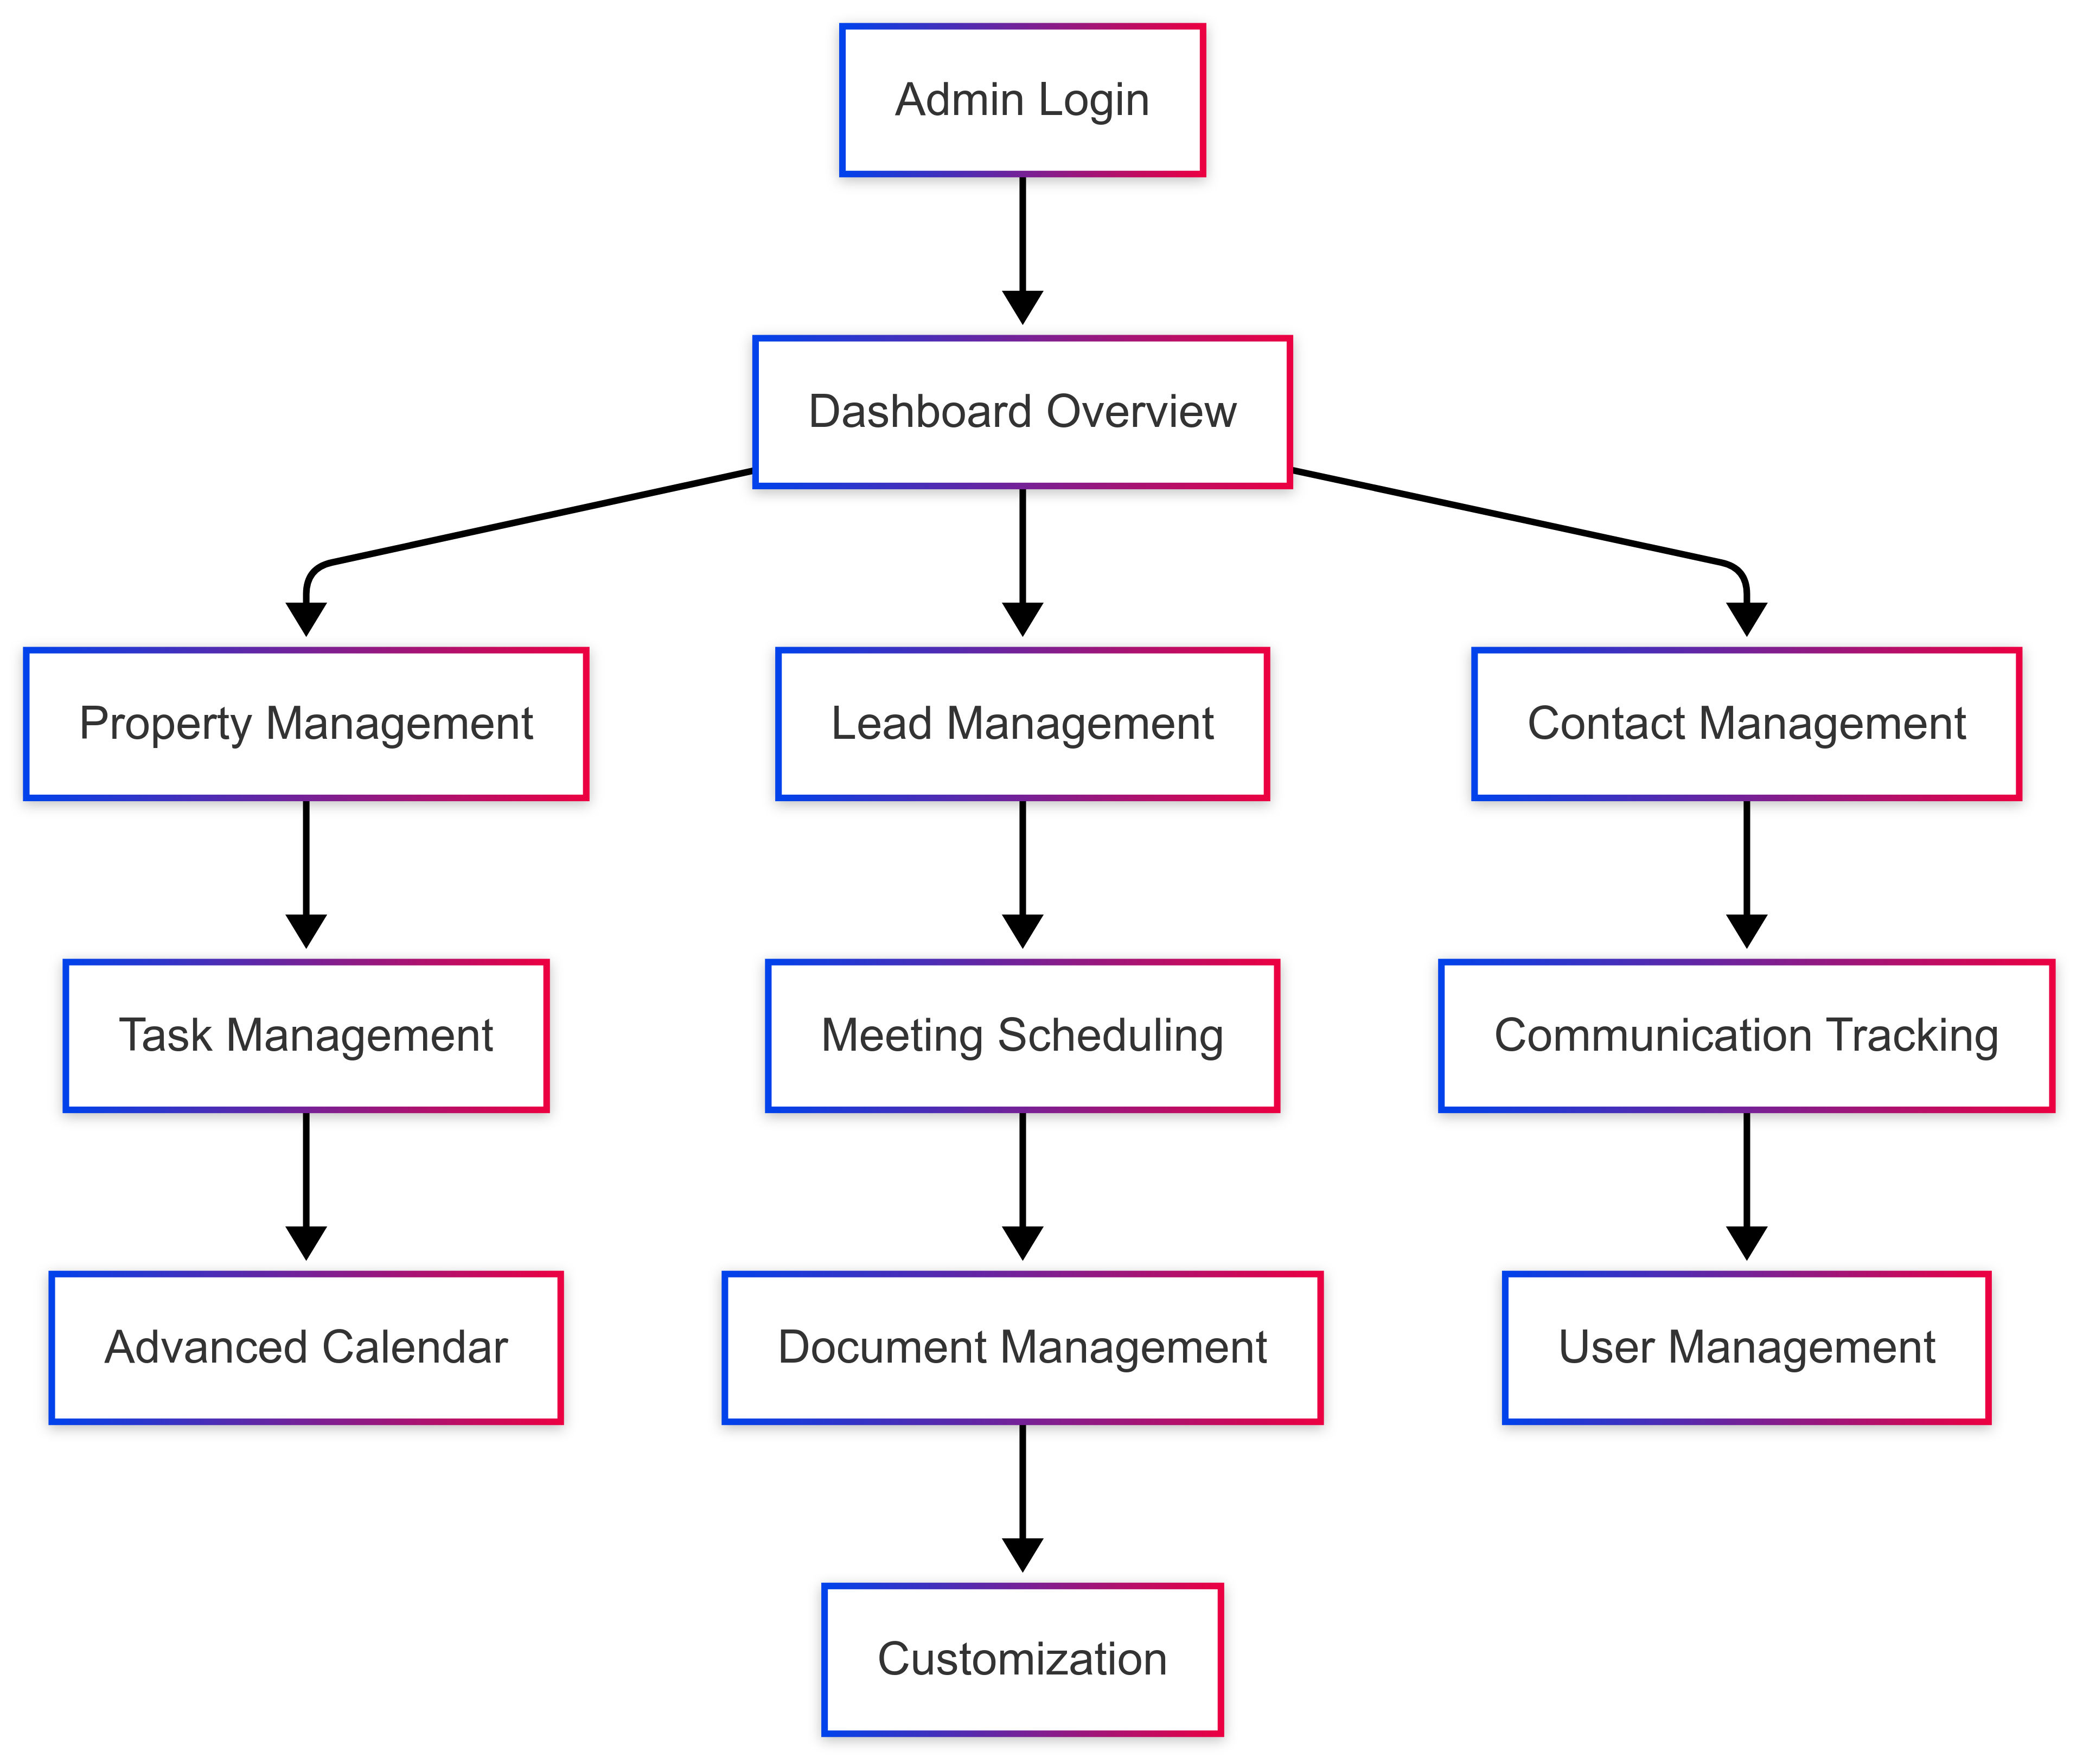 Admin Login
Dashboard Overview
Property Management
Lead Management
Contact Management
Task Management
Meeting Scheduling
Communication Tracking
Advanced Calendar
Document Management
User Management
Customization